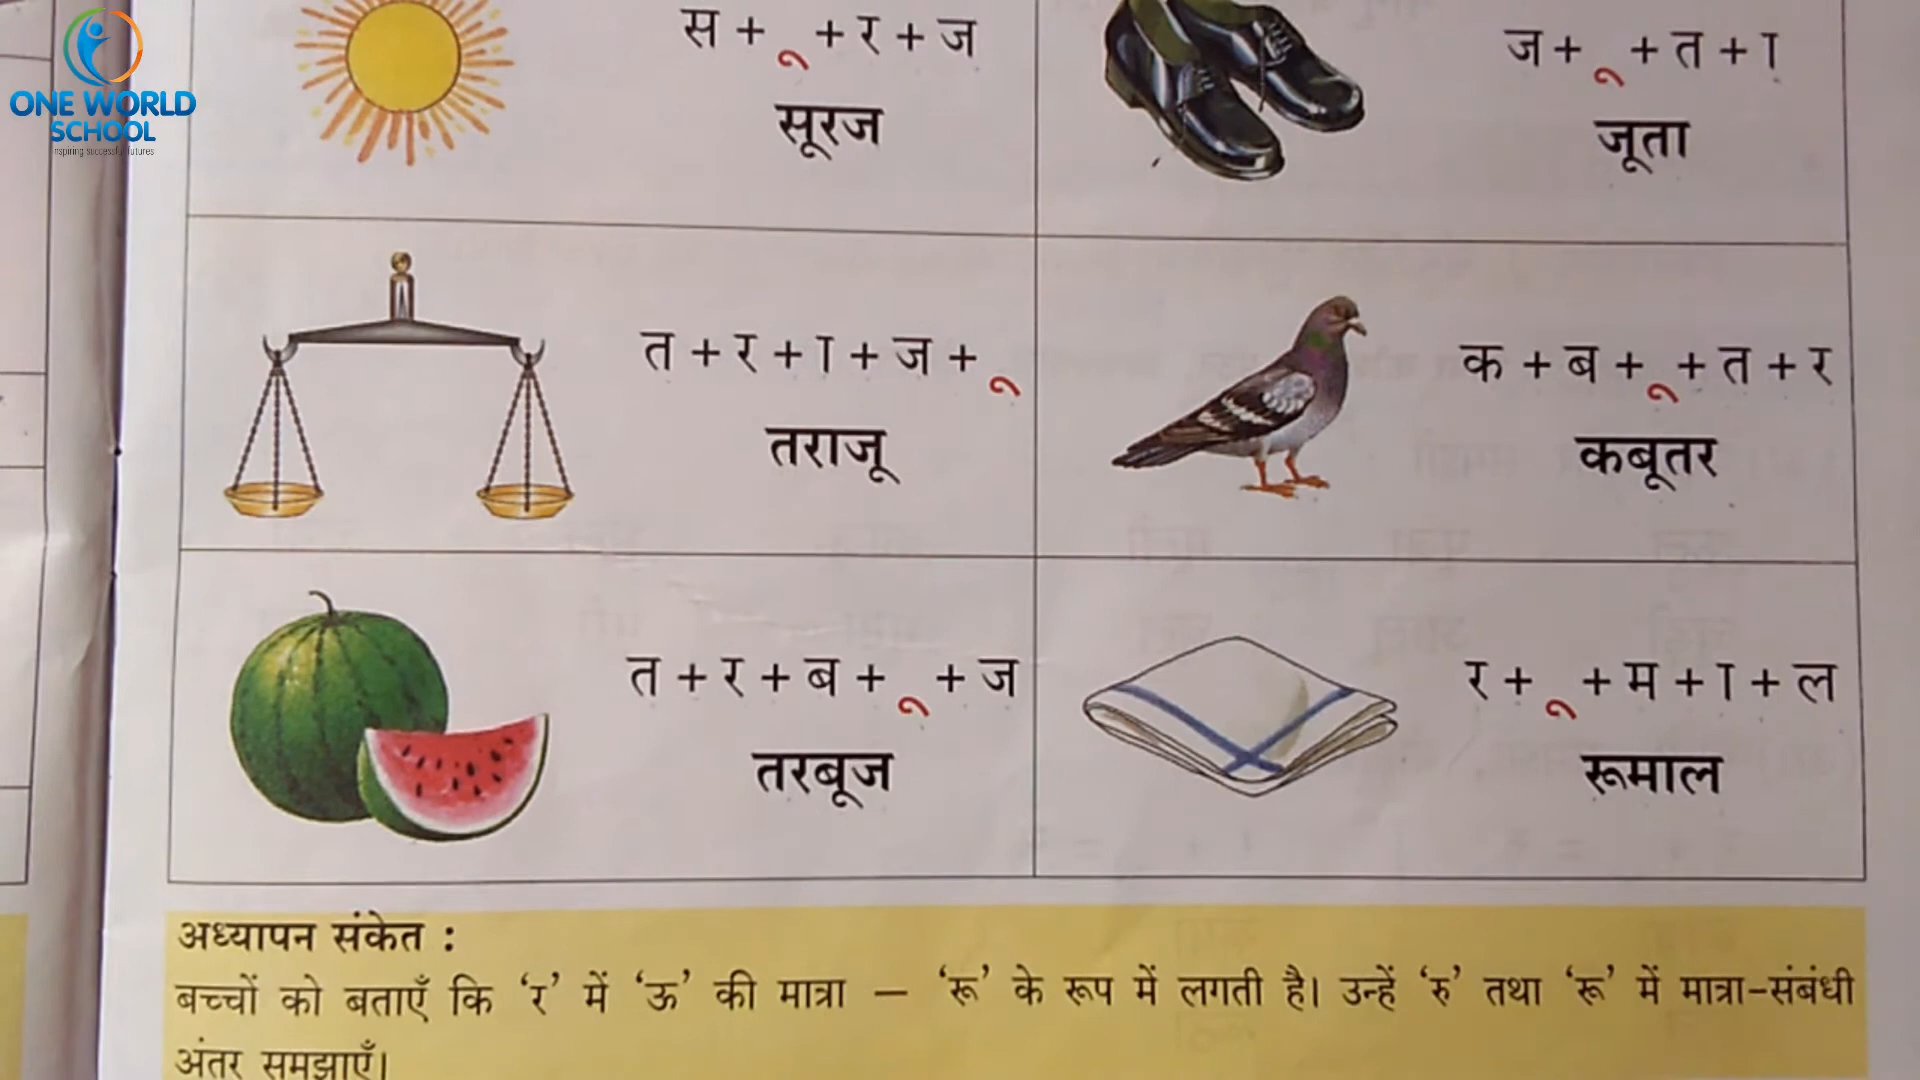 ONE WORLD
SCHOOL
स + ू + र + ज
सूरज
ज + ू + त + ा
जूता
त + र + ा + ज + ू
तराजू
क + ब + ू + त + र
कबूतर
त + र + ब + ू + ज
तरबूज
र + ू + म + ा + ल
रूमाल
अध्यापन संकेत :
बच्चों को बताएँ कि ‘र’ में ‘ऊ’ की मात्रा – ‘रू’ के रूप में लगती है। उन्हें ‘रु’ तथा ‘रू’ में मात्रा-संबंधी
अंतर समझाएँ।